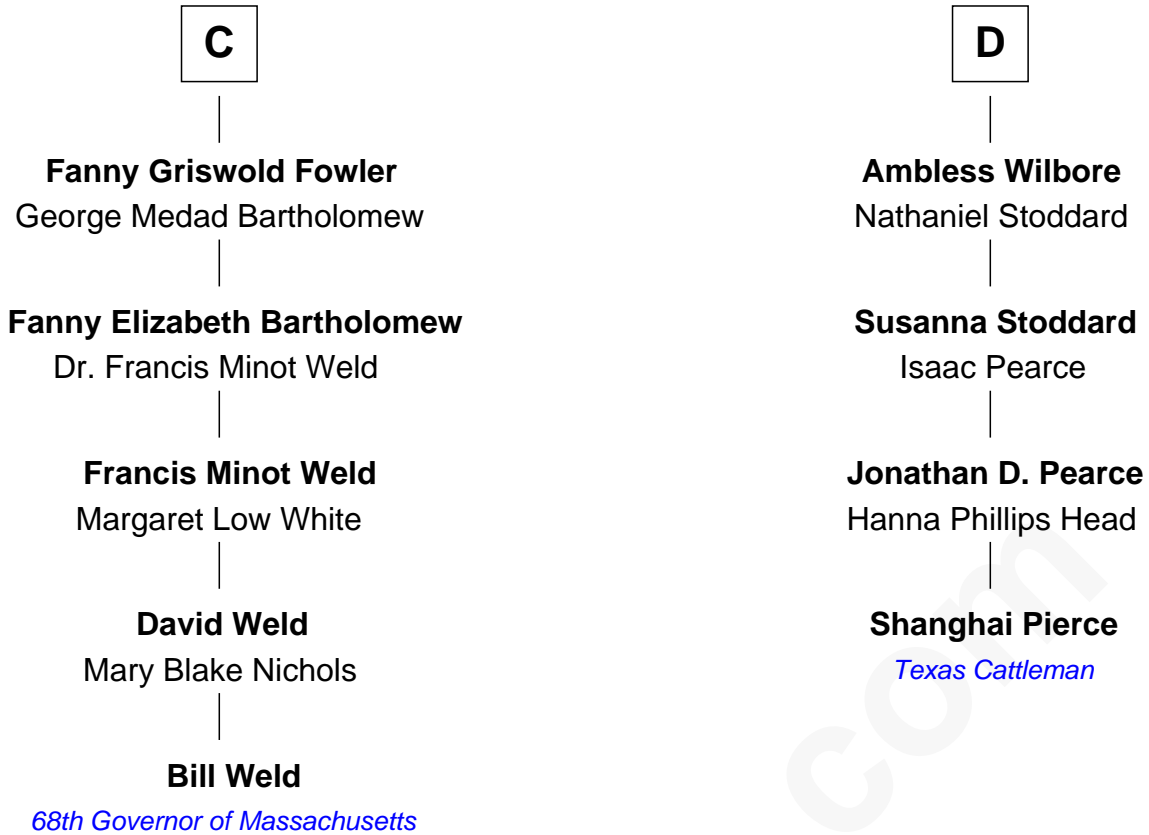 C
Fanny Griswold Fowler
George Medad Bartholomew
Fanny Elizabeth Bartholomew
Dr. Francis Minot Weld
Francis Minot Weld
Margaret Low White
David Weld
Mary Blake Nichols
Bill Weld
68th Governor of Massachusetts
D
Ambless Wilbore
Nathaniel Stoddard
Susanna Stoddard
Isaac Pearce
Jonathan D. Pearce
Hanna Phillips Head
Shanghai Pierce
Texas Cattleman
com